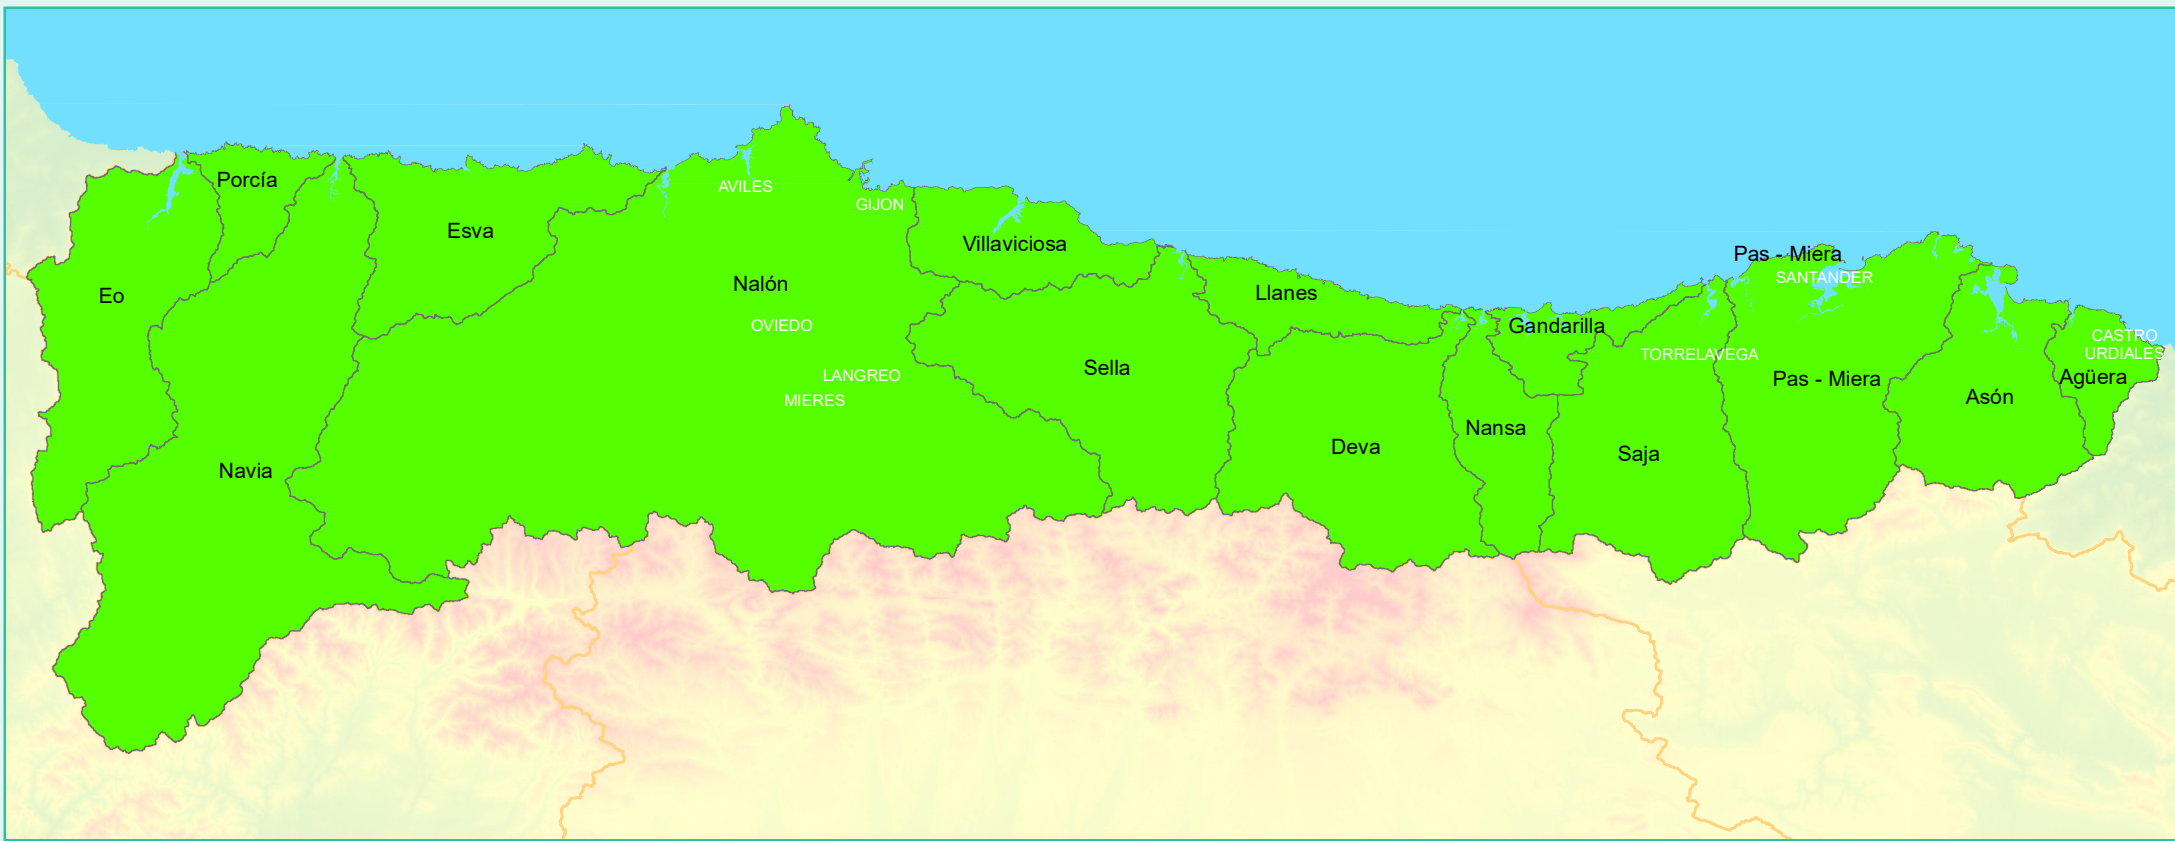 Porcía
AVILES
GIJON
Esva
Villaviciosa
Pas - Miera
SANTANDER
Eo
Nalón
Llanes
OVIEDO
Gandarilla
CASTRO
URDIALES
TORRELAVEGA
Sella
LANGREO
Pas - Miera
Agüera
MIERES
Asón
Nansa
Deva
Saja
Navia